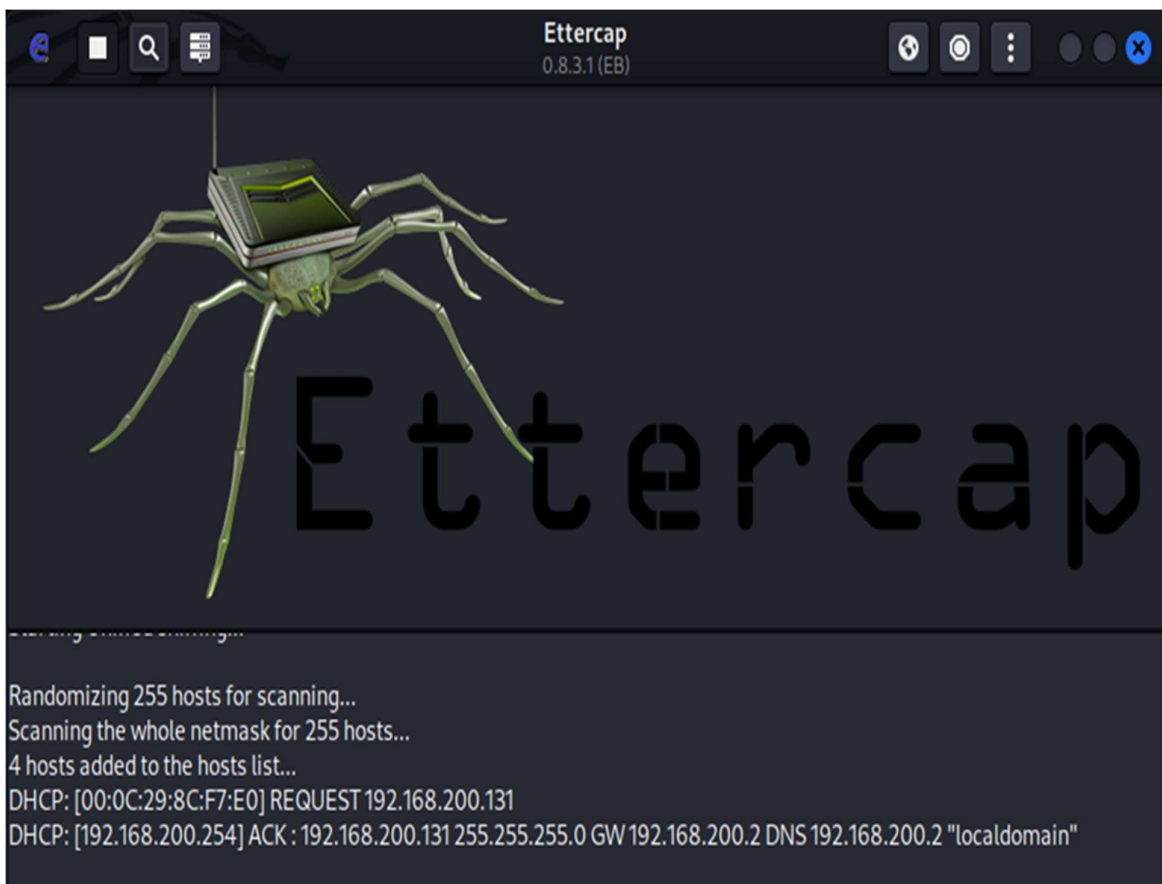 Ettercap
0.8.3.1 (EB)
Ettercap
Randomizing 255 hosts for scanning...
Scanning the whole netmask for 255 hosts...
4 hosts added to the hosts list...
DHCP: [00:0C:29:8C:F7:E0] REQUEST 192.168.200.131
DHCP: [192.168.200.254] ACK : 192.168.200.131 255.255.255.0 GW 192.168.200.2 DNS 192.168.200.2 "localdomain"